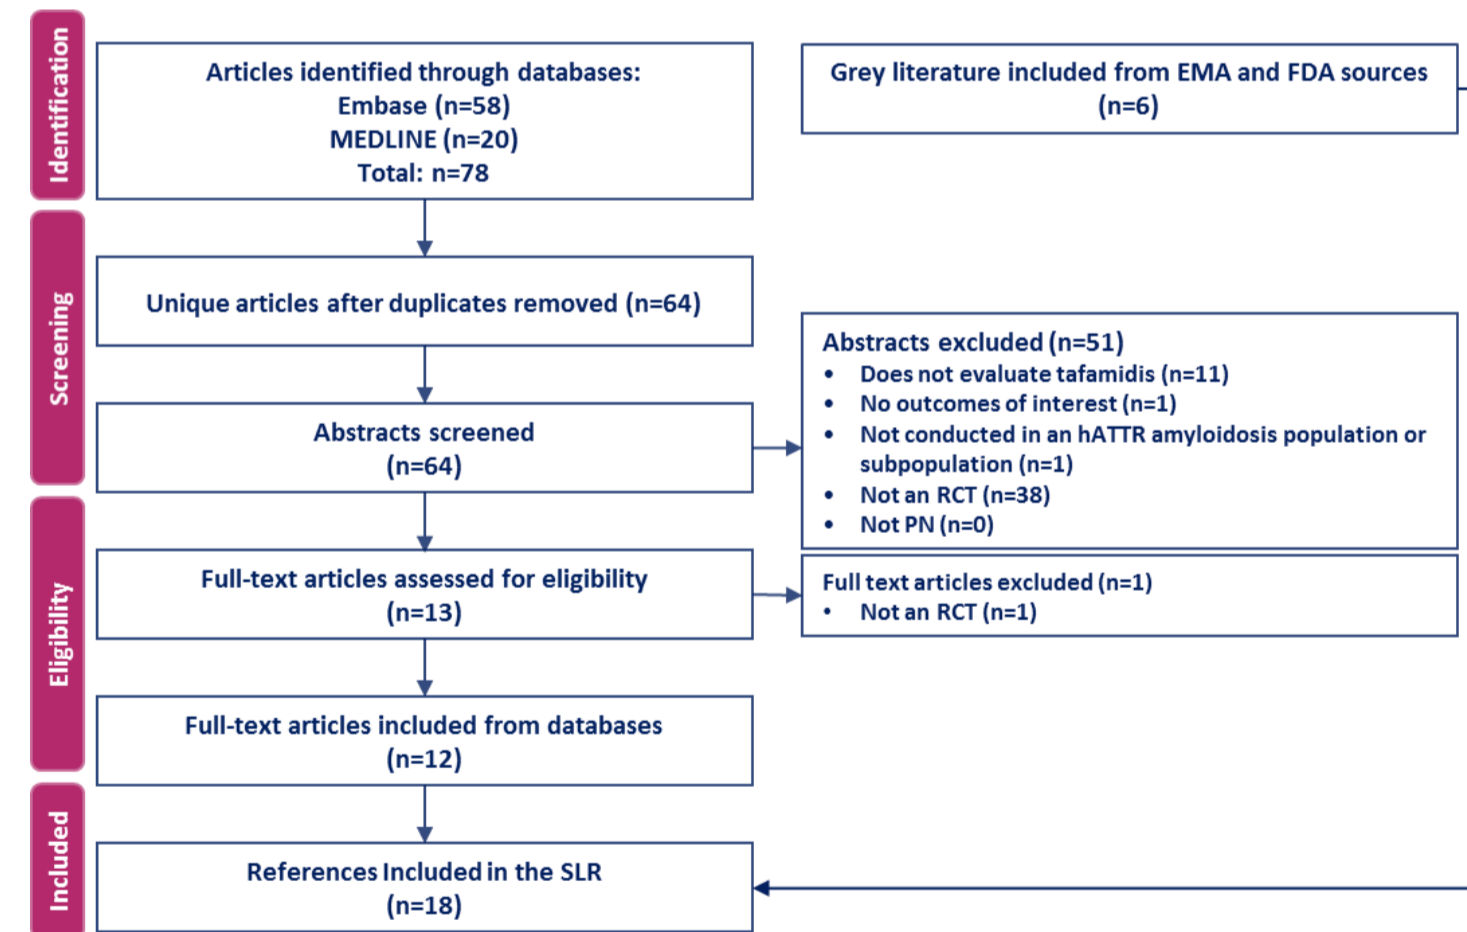 Identification
Articles identified through databases:
Embase (n=58)
MEDLINE (n=20)
Total: n=78
Grey literature included from EMA and FDA sources
(n=6)
Screening
Unique articles after duplicates removed (n=64)
Abstracts screened
(n=64)
Abstracts excluded (n=51)
• Does not evaluate tafamidis (n=11)
• No outcomes of interest (n=1)
• Not conducted in an hATTR amyloidosis population or
subpopulation (n=1)
• Not an RCT (n=38)
• Not PN (n=0)
Eligibility
Full-text articles assessed for eligibility
(n=13)
Full text articles excluded (n=1)
• Not an RCT (n=1)
Full-text articles included from databases
(n=12)
Included
References Included in the SLR
(n=18)